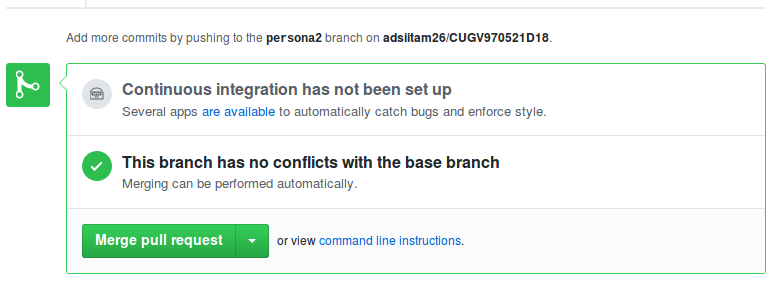 Add more commits by pushing to the persona2 branch on adsiitam26/CUGV970521D18.
Continuous integration has not been set up
Several apps are available to automatically catch bugs and enforce style.
This branch has no conflicts with the base branch
Merging can be performed automatically.
Merge pull request or view command line instructions.